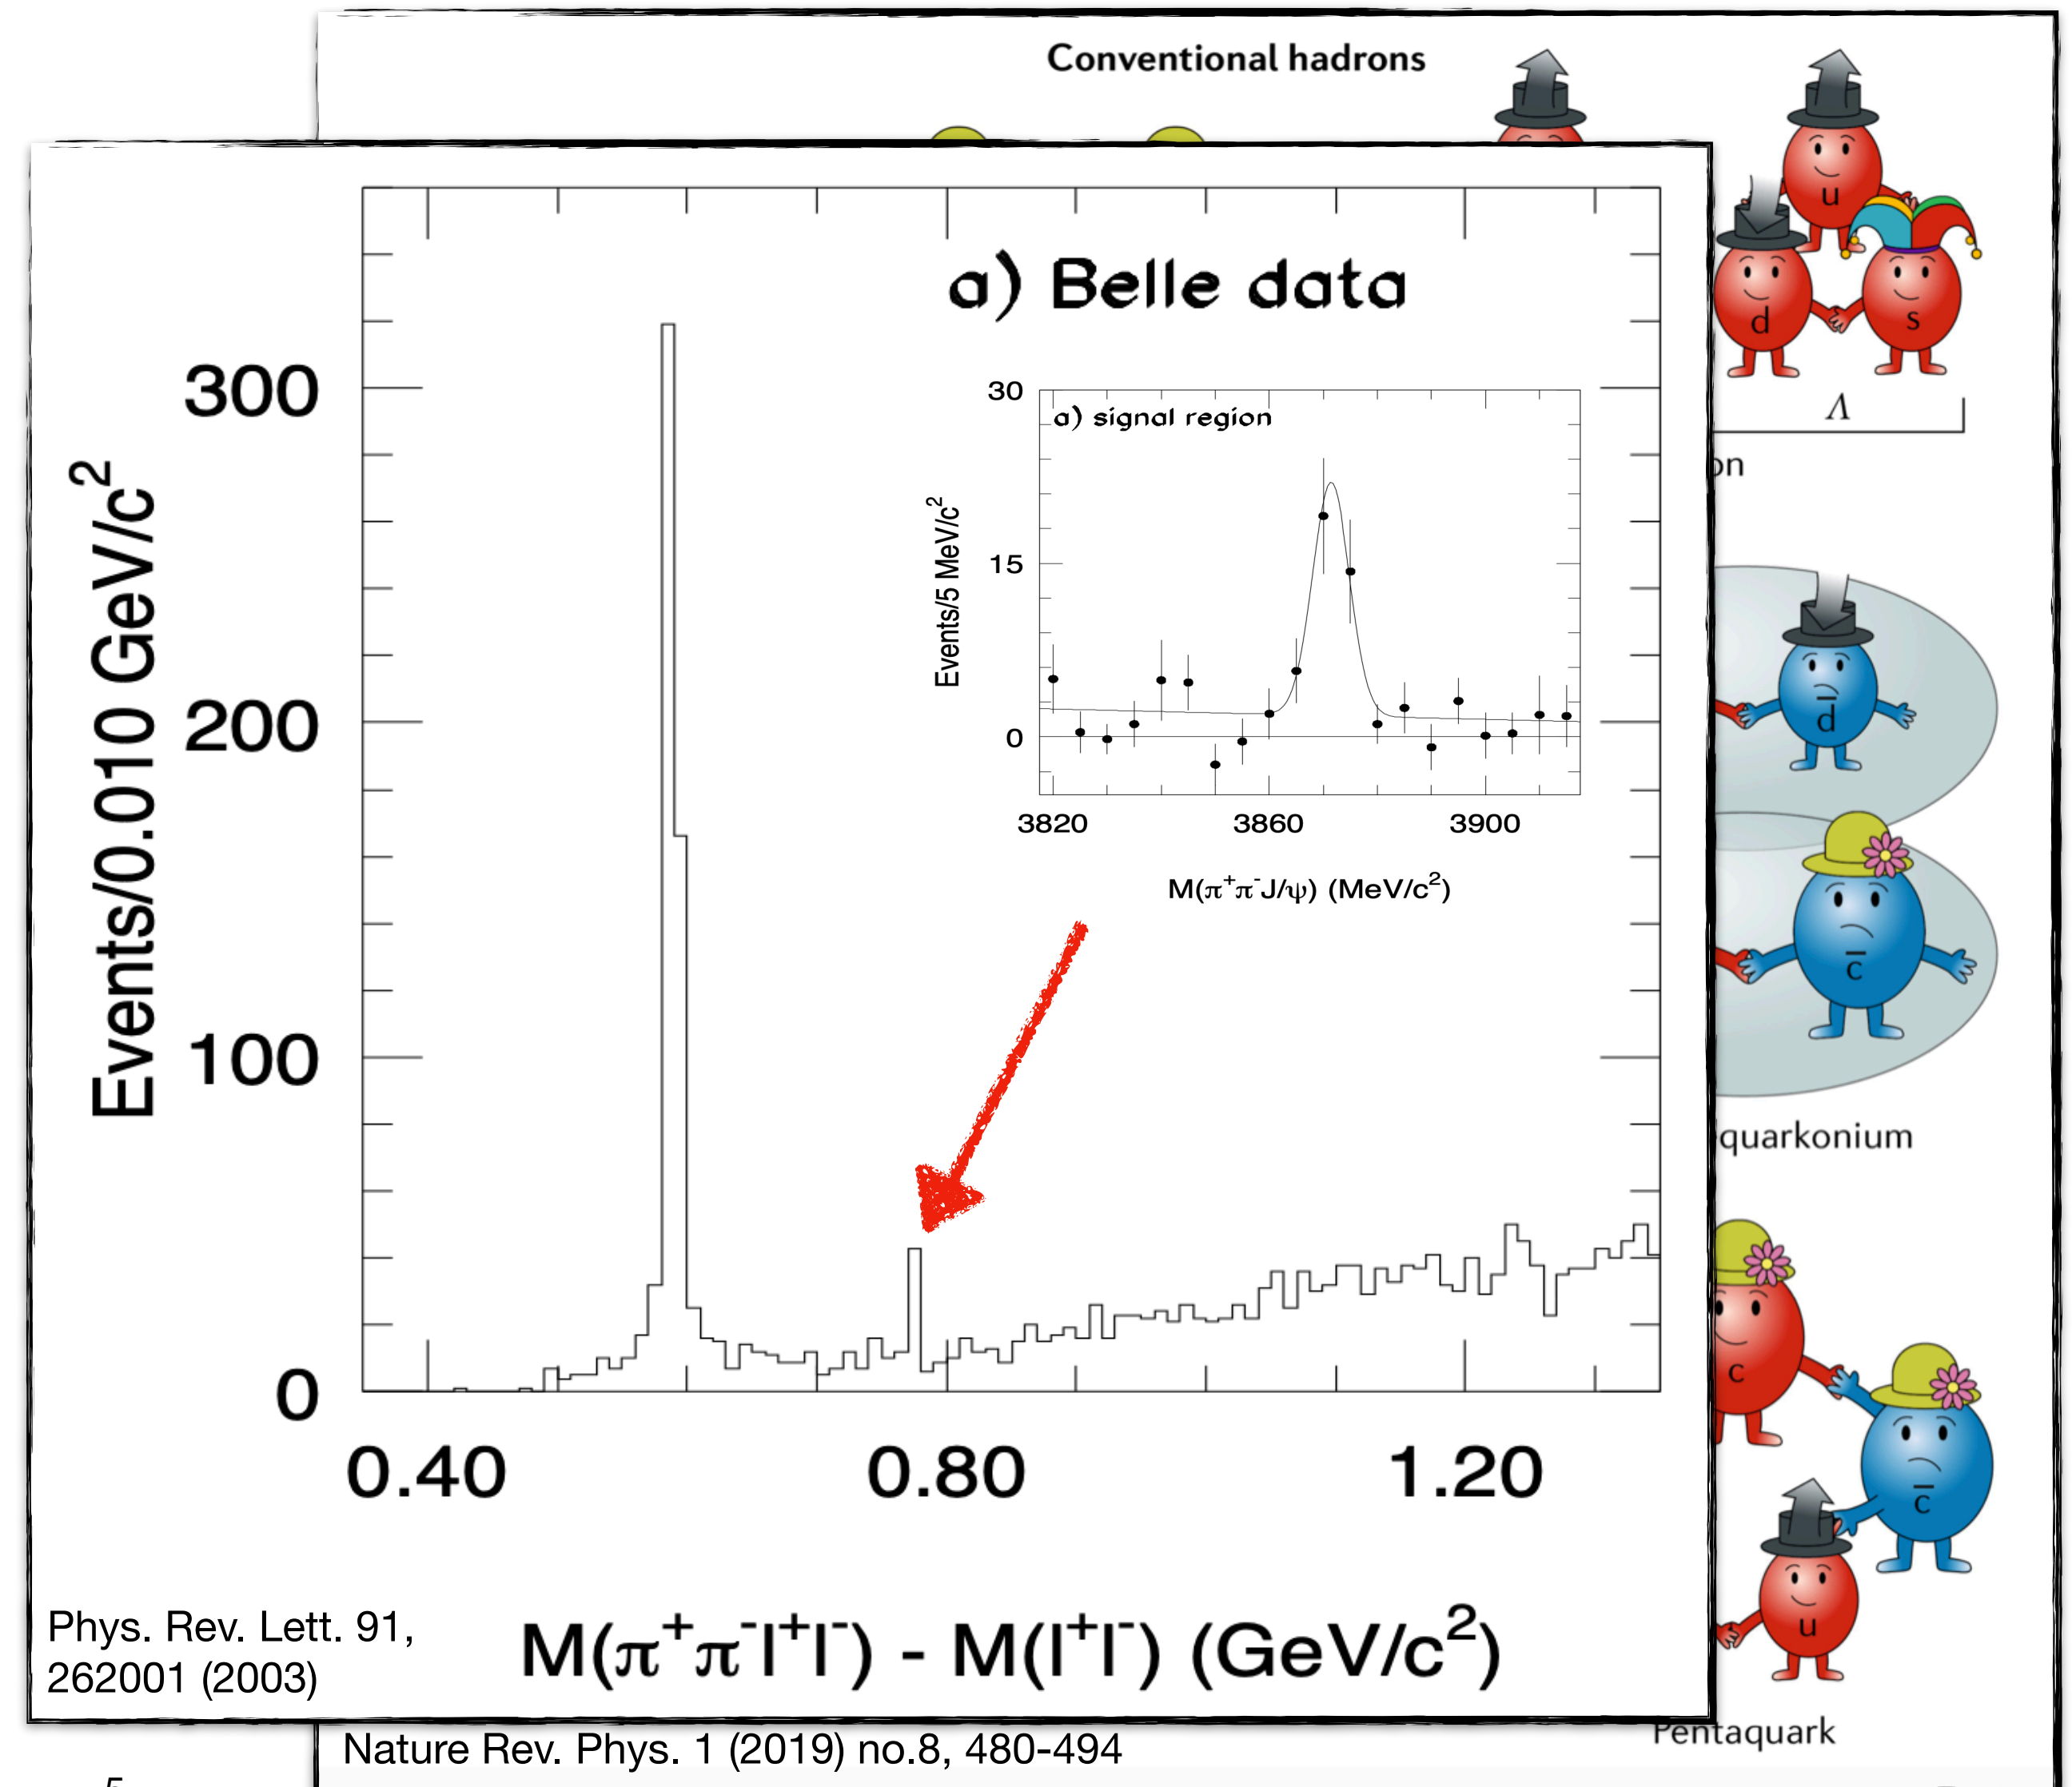 Conventional hadrons
u
d
s
Λ
on
a) Belle data
300
200
100
0
Events/0.010 GeV/c²
0.40
0.80
1.20
M(π⁺π⁻l⁺l⁻) - M(l⁺l⁻) (GeV/c²)
a) signal region
30
15
0
Events/5 MeV/c²
3820
3860
3900
M(π⁺π⁻J/ψ) (MeV/c²)
d̄
c̄
quarkonium
c
c̄
u
Pentaquark
Phys. Rev. Lett. 91,
262001 (2003)
Nature Rev. Phys. 1 (2019) no.8, 480-494